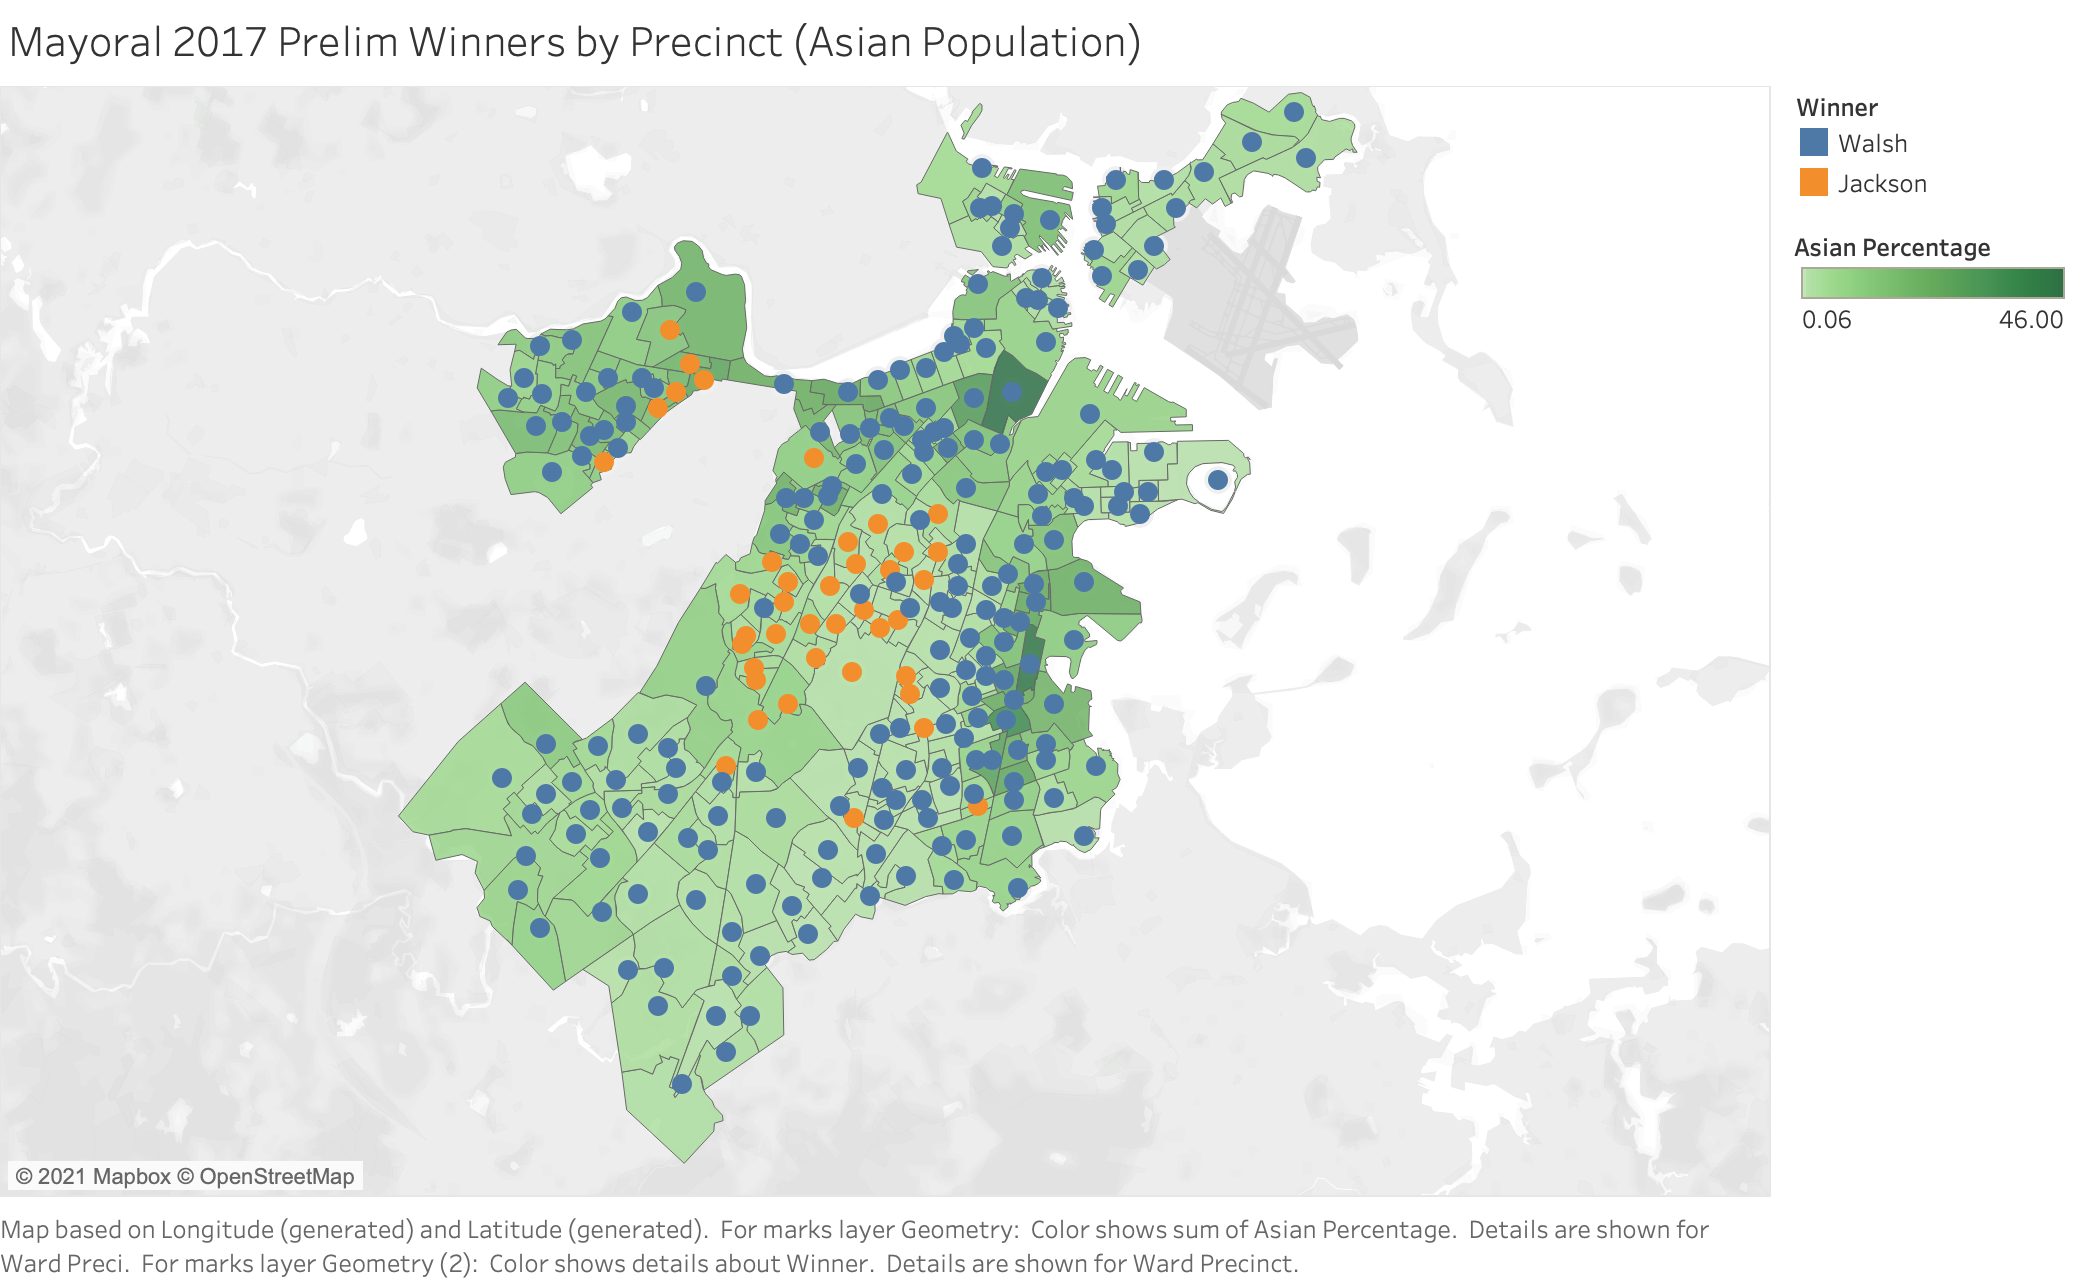 Mayoral 2017 Prelim Winners by Precinct (Asian Population)
Winner
Walsh
Jackson
Asian Percentage
0.06 46.00
© 2021 Mapbox © OpenStreetMap
Map based on Longitude (generated) and Latitude (generated).  For marks layer Geometry:  Color shows sum of Asian Percentage.  Details are shown for
Ward Preci.  For marks layer Geometry (2):  Color shows details about Winner.  Details are shown for Ward Precinct.